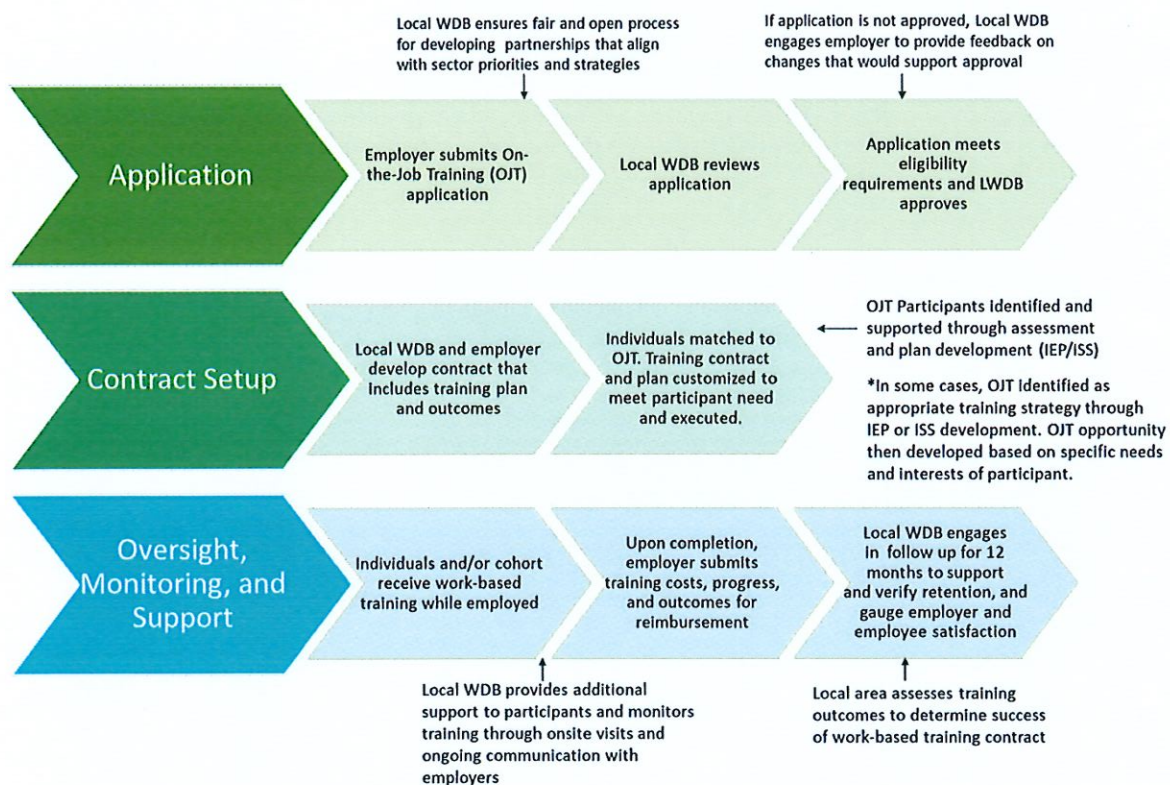 Local WDB ensures fair and open process
for developing partnerships that align
with sector priorities and strategies
If application is not approved, Local WDB
engages employer to provide feedback on
changes that would support approval
Application
Employer submits On-
the-Job Training (OJT)
application
Local WDB reviews
application
Application meets
eligibility
requirements and LWDB
approves
Contract Setup
Local WDB and employer
develop contract that
includes training plan
and outcomes
Individuals matched to
OJT. Training contract
and plan customized to
meet participant need
and executed.
OJT Participants identified and
supported through assessment
and plan development (IEP/ISS)
*In some cases, OJT identified as
appropriate training strategy through
IEP or ISS development. OJT opportunity
then developed based on specific needs
and interests of participant.
Oversight,
Monitoring, and
Support
Individuals and/or cohort
receive work-based
training while employed
Upon completion,
employer submits
training costs, progress,
and outcomes for
reimbursement
Local WDB engages
in follow up for 12
months to support
and verify retention, and
gauge employer and
employee satisfaction
Local WDB provides additional
support to participants and monitors
training through onsite visits and
ongoing communication with
employers
Local area assesses training
outcomes to determine success
of work-based training contract